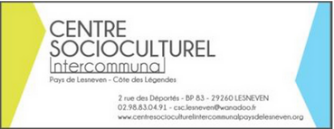 CENTRE
SOCIOCULTUREL
Intercommunal
Pays de Lesneven - Côte des Légendes
2 rue des Déportés - BP 83 - 29260 LESNEVEN
02.98.83.04.91 - csc.lesneven@wanadoo.fr
www.centresocioculturelintercommunalpaysdelesneven.org